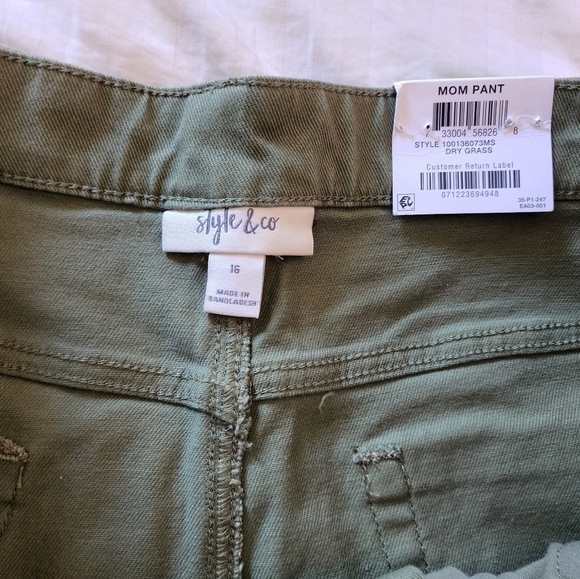 MOM PANT
7 33004 56826 8
STYLE 100136073MS
DRY GRASS
Customer Return Label
071223694948
35-P1-247
EA03-001
style & co
16
MADE IN
BANGLADESH